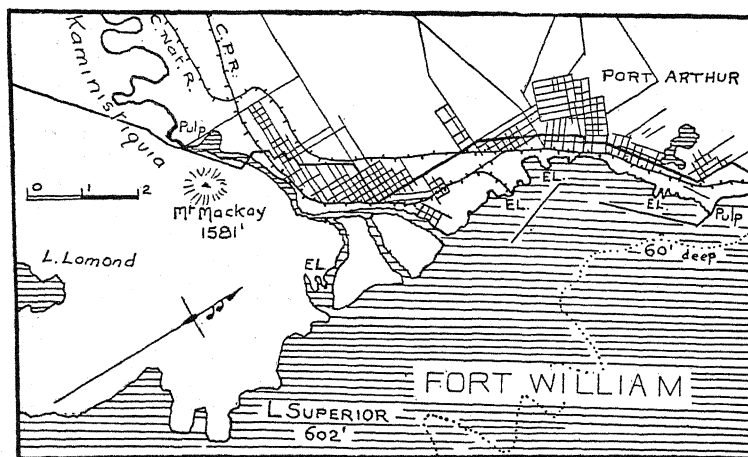 Kaministiquia
C. Nat. R.
C.P.R.
PORT ARTHUR
Pulp
0 1 2
Mt Mackay
1581'
L. Lomond
EL.
EL.
EL.
EL.
Pulp
60' deep
FORT WILLIAM
L SUPERIOR
602'